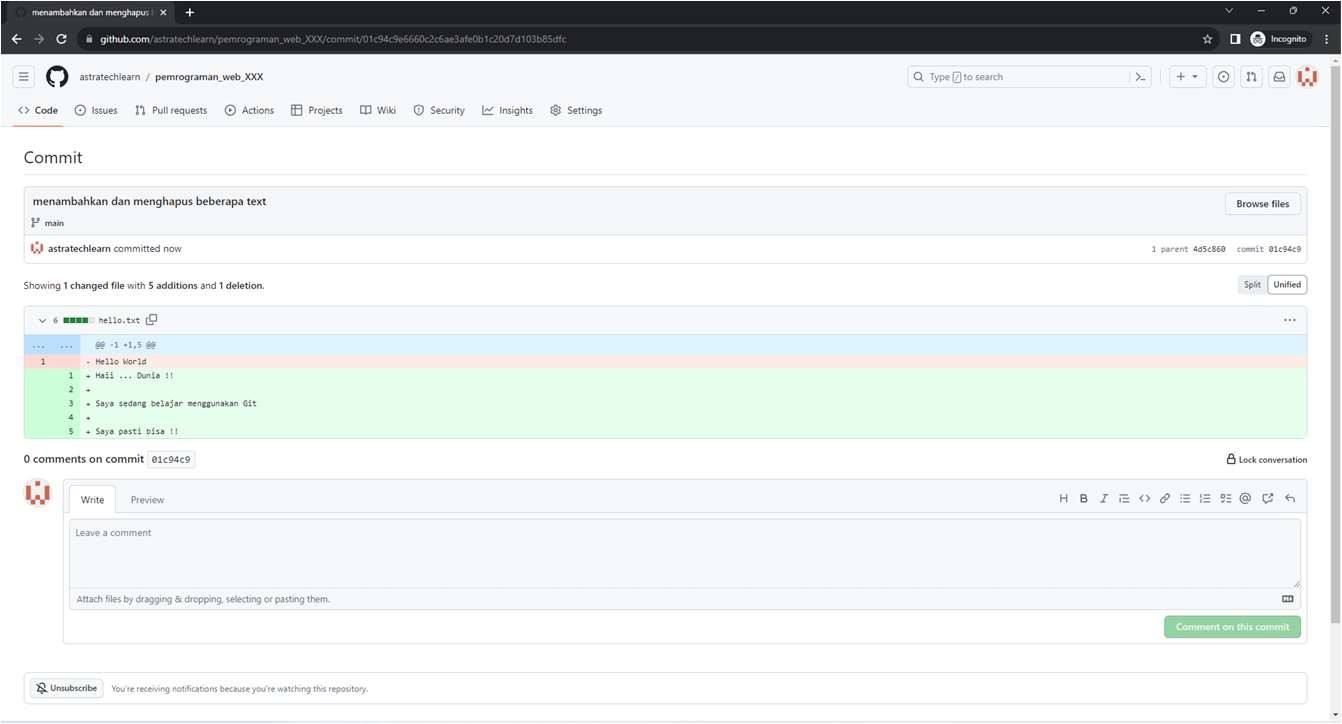 menambahkan dan menghapus
github.com/astratechlearn/pemrograman_web_XXX/commit/01c94c9e6660c2c6ae3afe0b1c20d7d103b85dfc
Incognito
astratechlearn / pemrograman_web_XXX
Type / to search
Code Issues Pull requests Actions Projects Wiki Security Insights Settings
Commit
menambahkan dan menghapus beberapa text
Browse files
main
astratechlearn committed now
1 parent 4d5c860 commit 01c94c9
Showing 1 changed file with 5 additions and 1 deletion.
Split Unified
6 hello.txt
... ... @@ -1 +1,5 @@
1 - Hello World
1 + Haii ... Dunia !!
2 +
3 + Saya sedang belajar menggunakan Git
4 +
5 + Saya pasti bisa !!
0 comments on commit 01c94c9
Lock conversation
Write Preview
Leave a comment
Attach files by dragging & dropping, selecting or pasting them.
Comment on this commit
Unsubscribe You're receiving notifications because you're watching this repository.